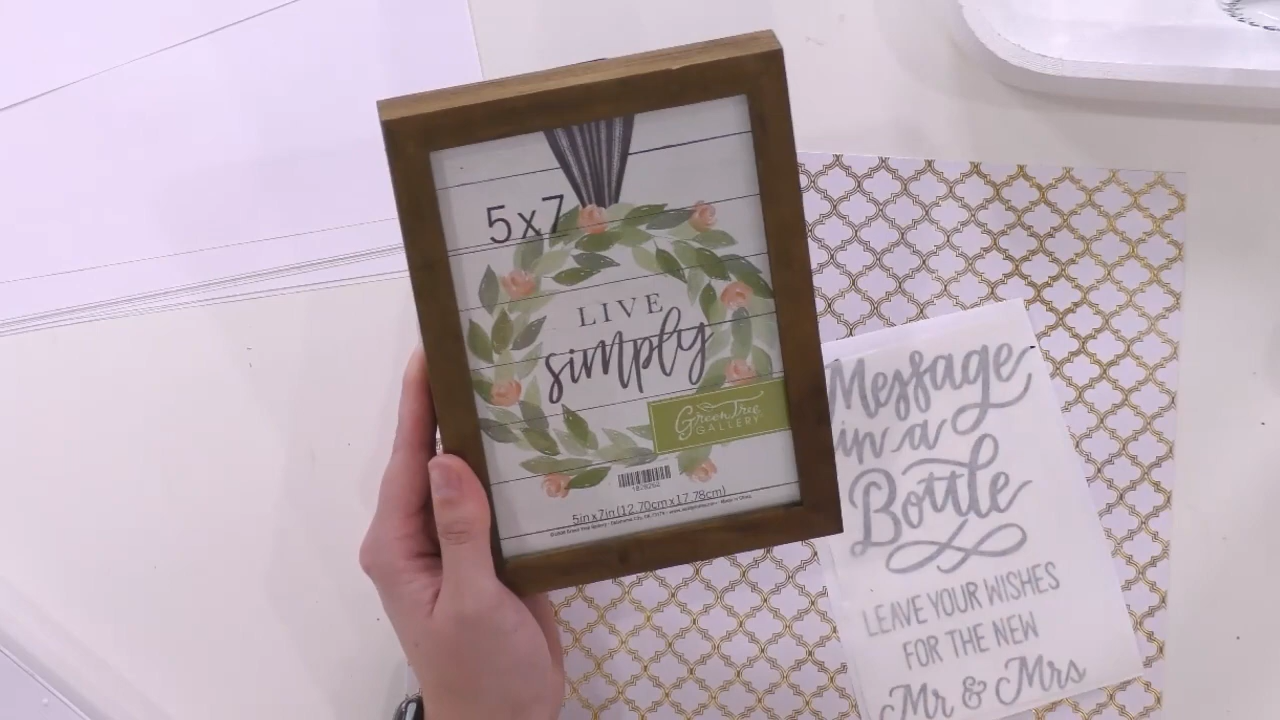 5x7
LIVE
simply
Green Tree
GALLERY
5in x 7in (12.70cm x 17.78cm)
Message
in a
Bottle
LEAVE YOUR WISHES
FOR THE NEW
Mr & Mrs